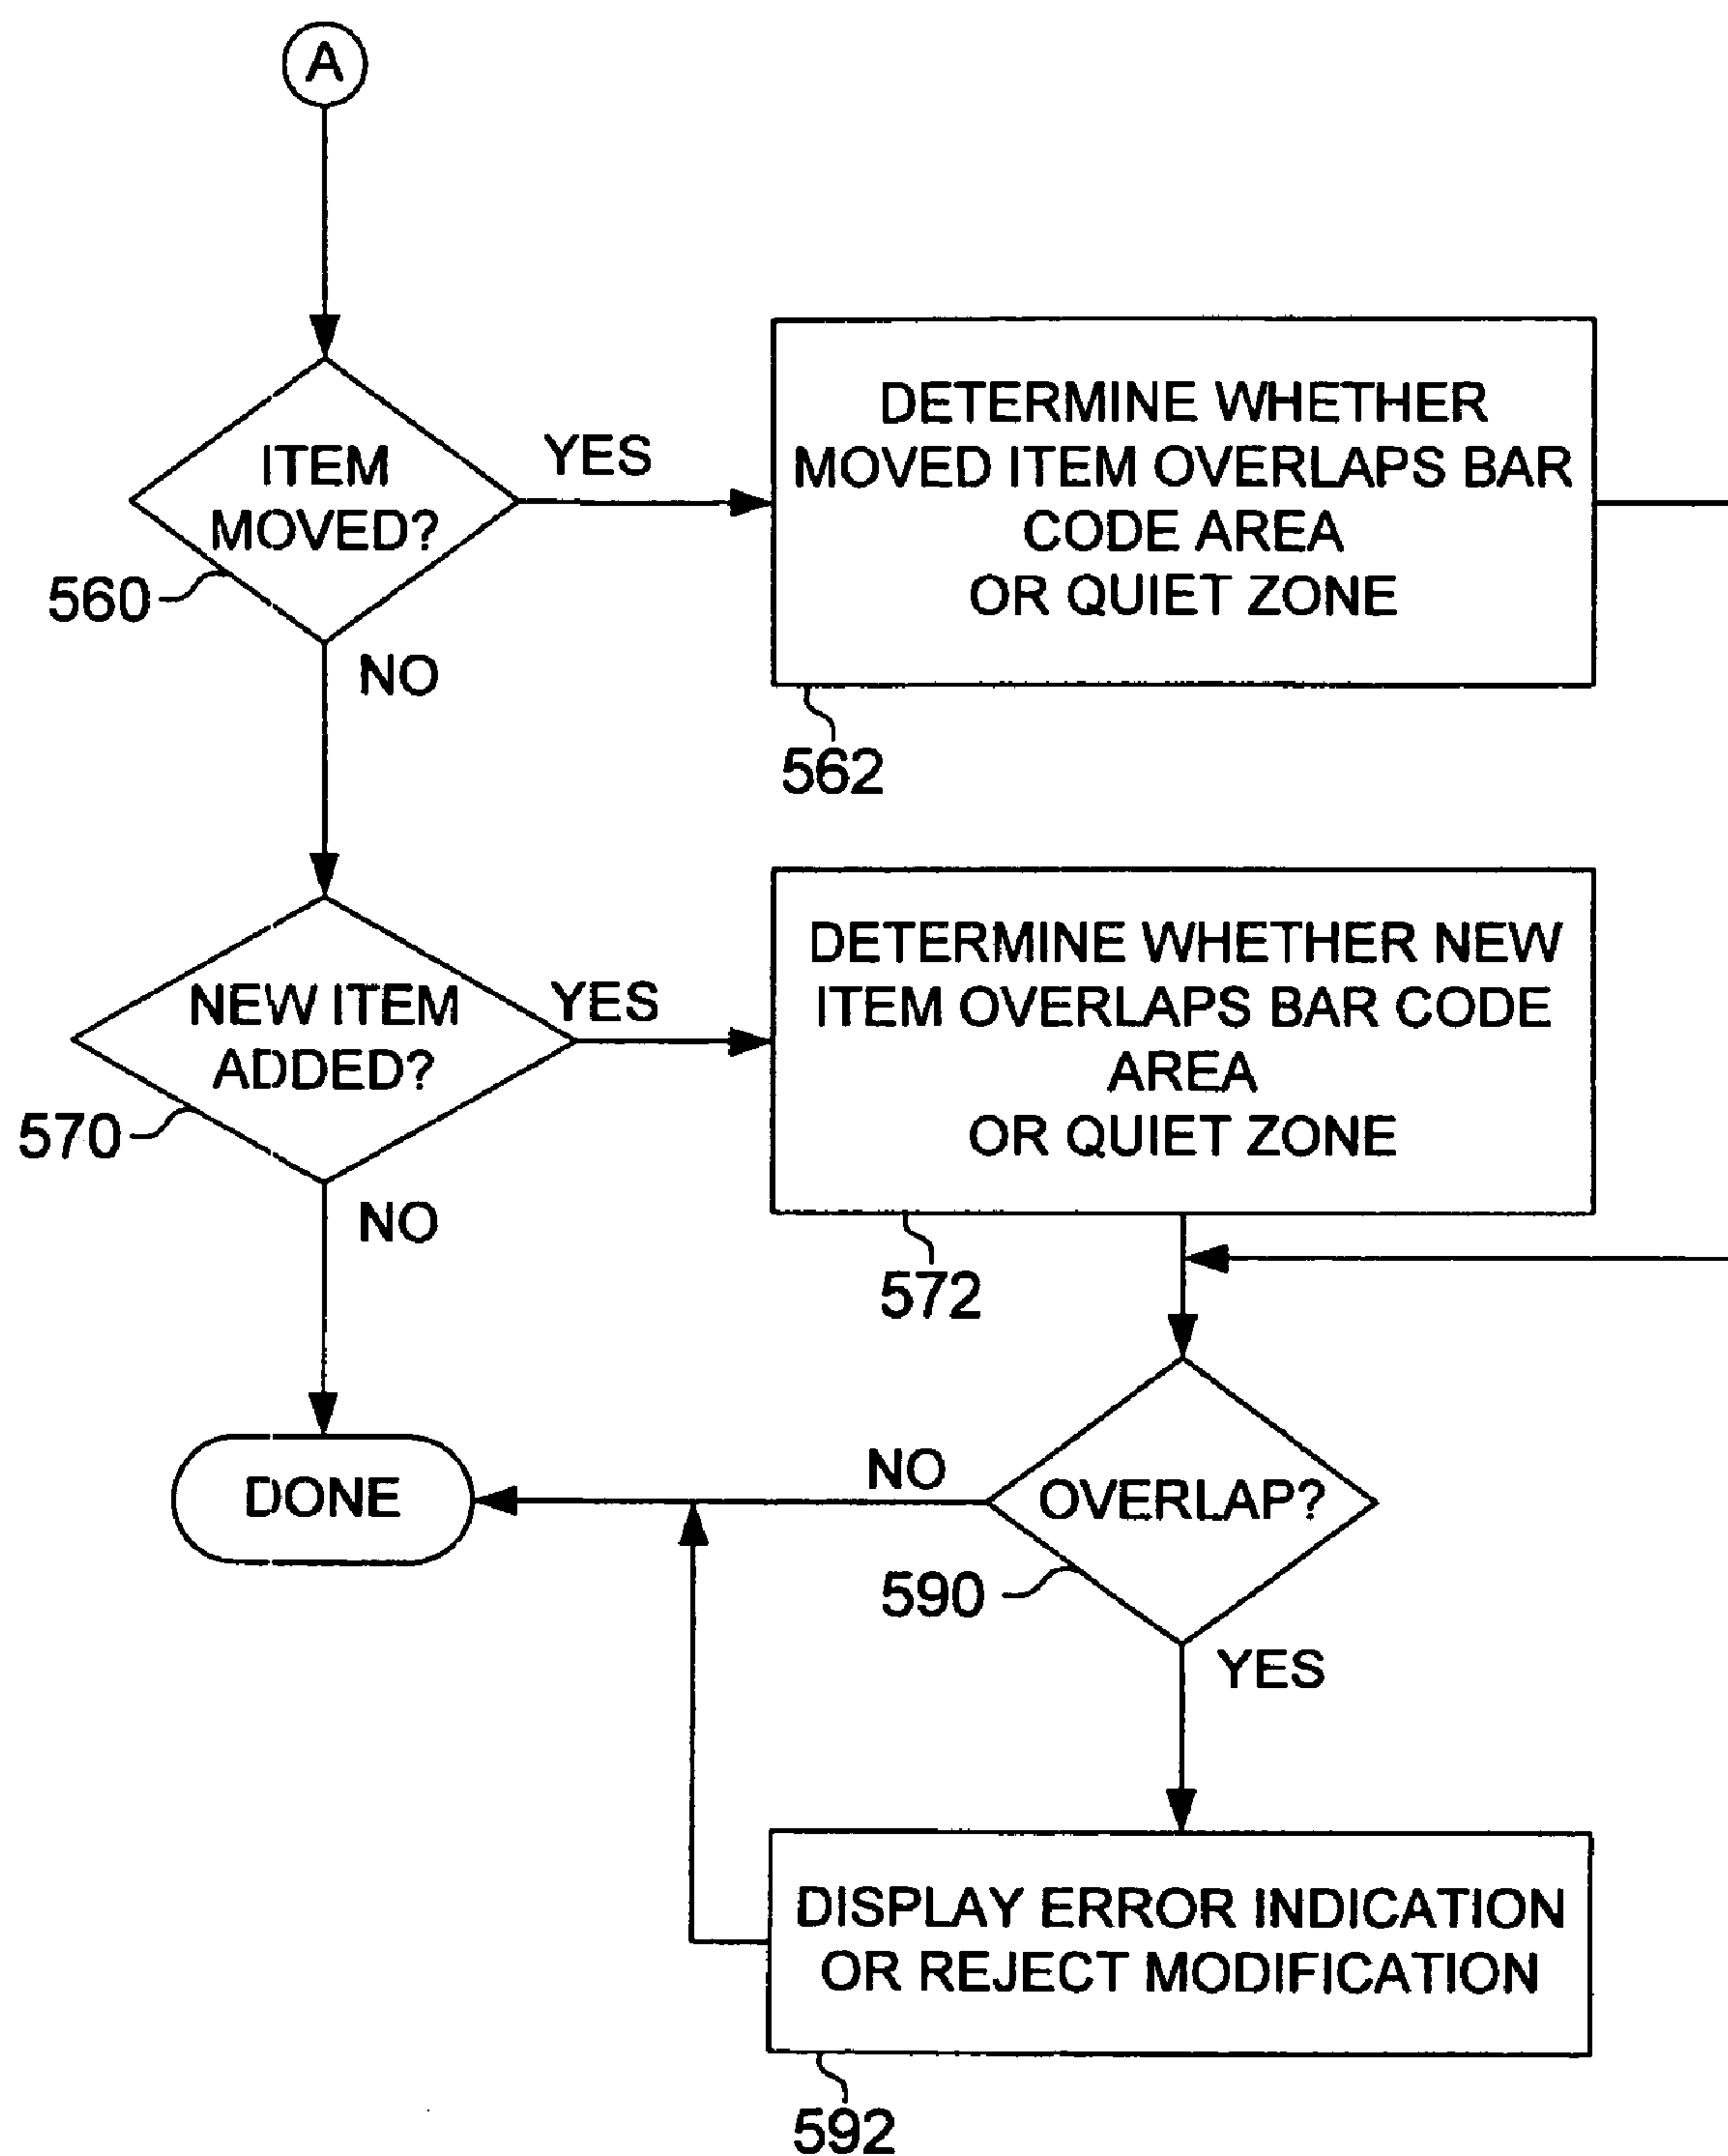 A
ITEM
MOVED?
560
YES
NO
DETERMINE WHETHER
MOVED ITEM OVERLAPS BAR
CODE AREA
OR QUIET ZONE
562
NEW ITEM
ADDED?
570
YES
NO
DETERMINE WHETHER NEW
ITEM OVERLAPS BAR CODE
AREA
OR QUIET ZONE
572
DONE
NO
OVERLAP?
590
YES
DISPLAY ERROR INDICATION
OR REJECT MODIFICATION
592